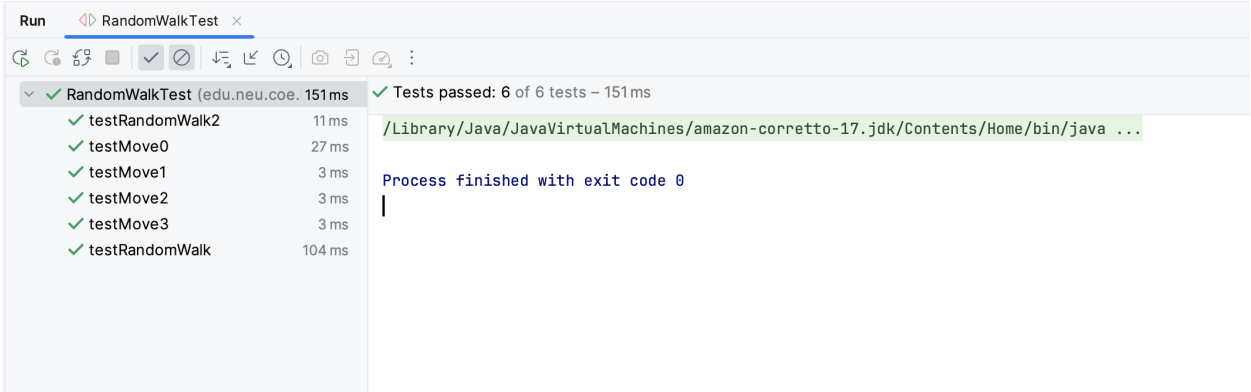 Run RandomWalkTest
RandomWalkTest (edu.neu.coe. 151 ms
testRandomWalk2 11 ms
testMove0 27 ms
testMove1 3 ms
testMove2 3 ms
testMove3 3 ms
testRandomWalk 104 ms
Tests passed: 6 of 6 tests – 151 ms
/Library/Java/JavaVirtualMachines/amazon-corretto-17.jdk/Contents/Home/bin/java ...
Process finished with exit code 0